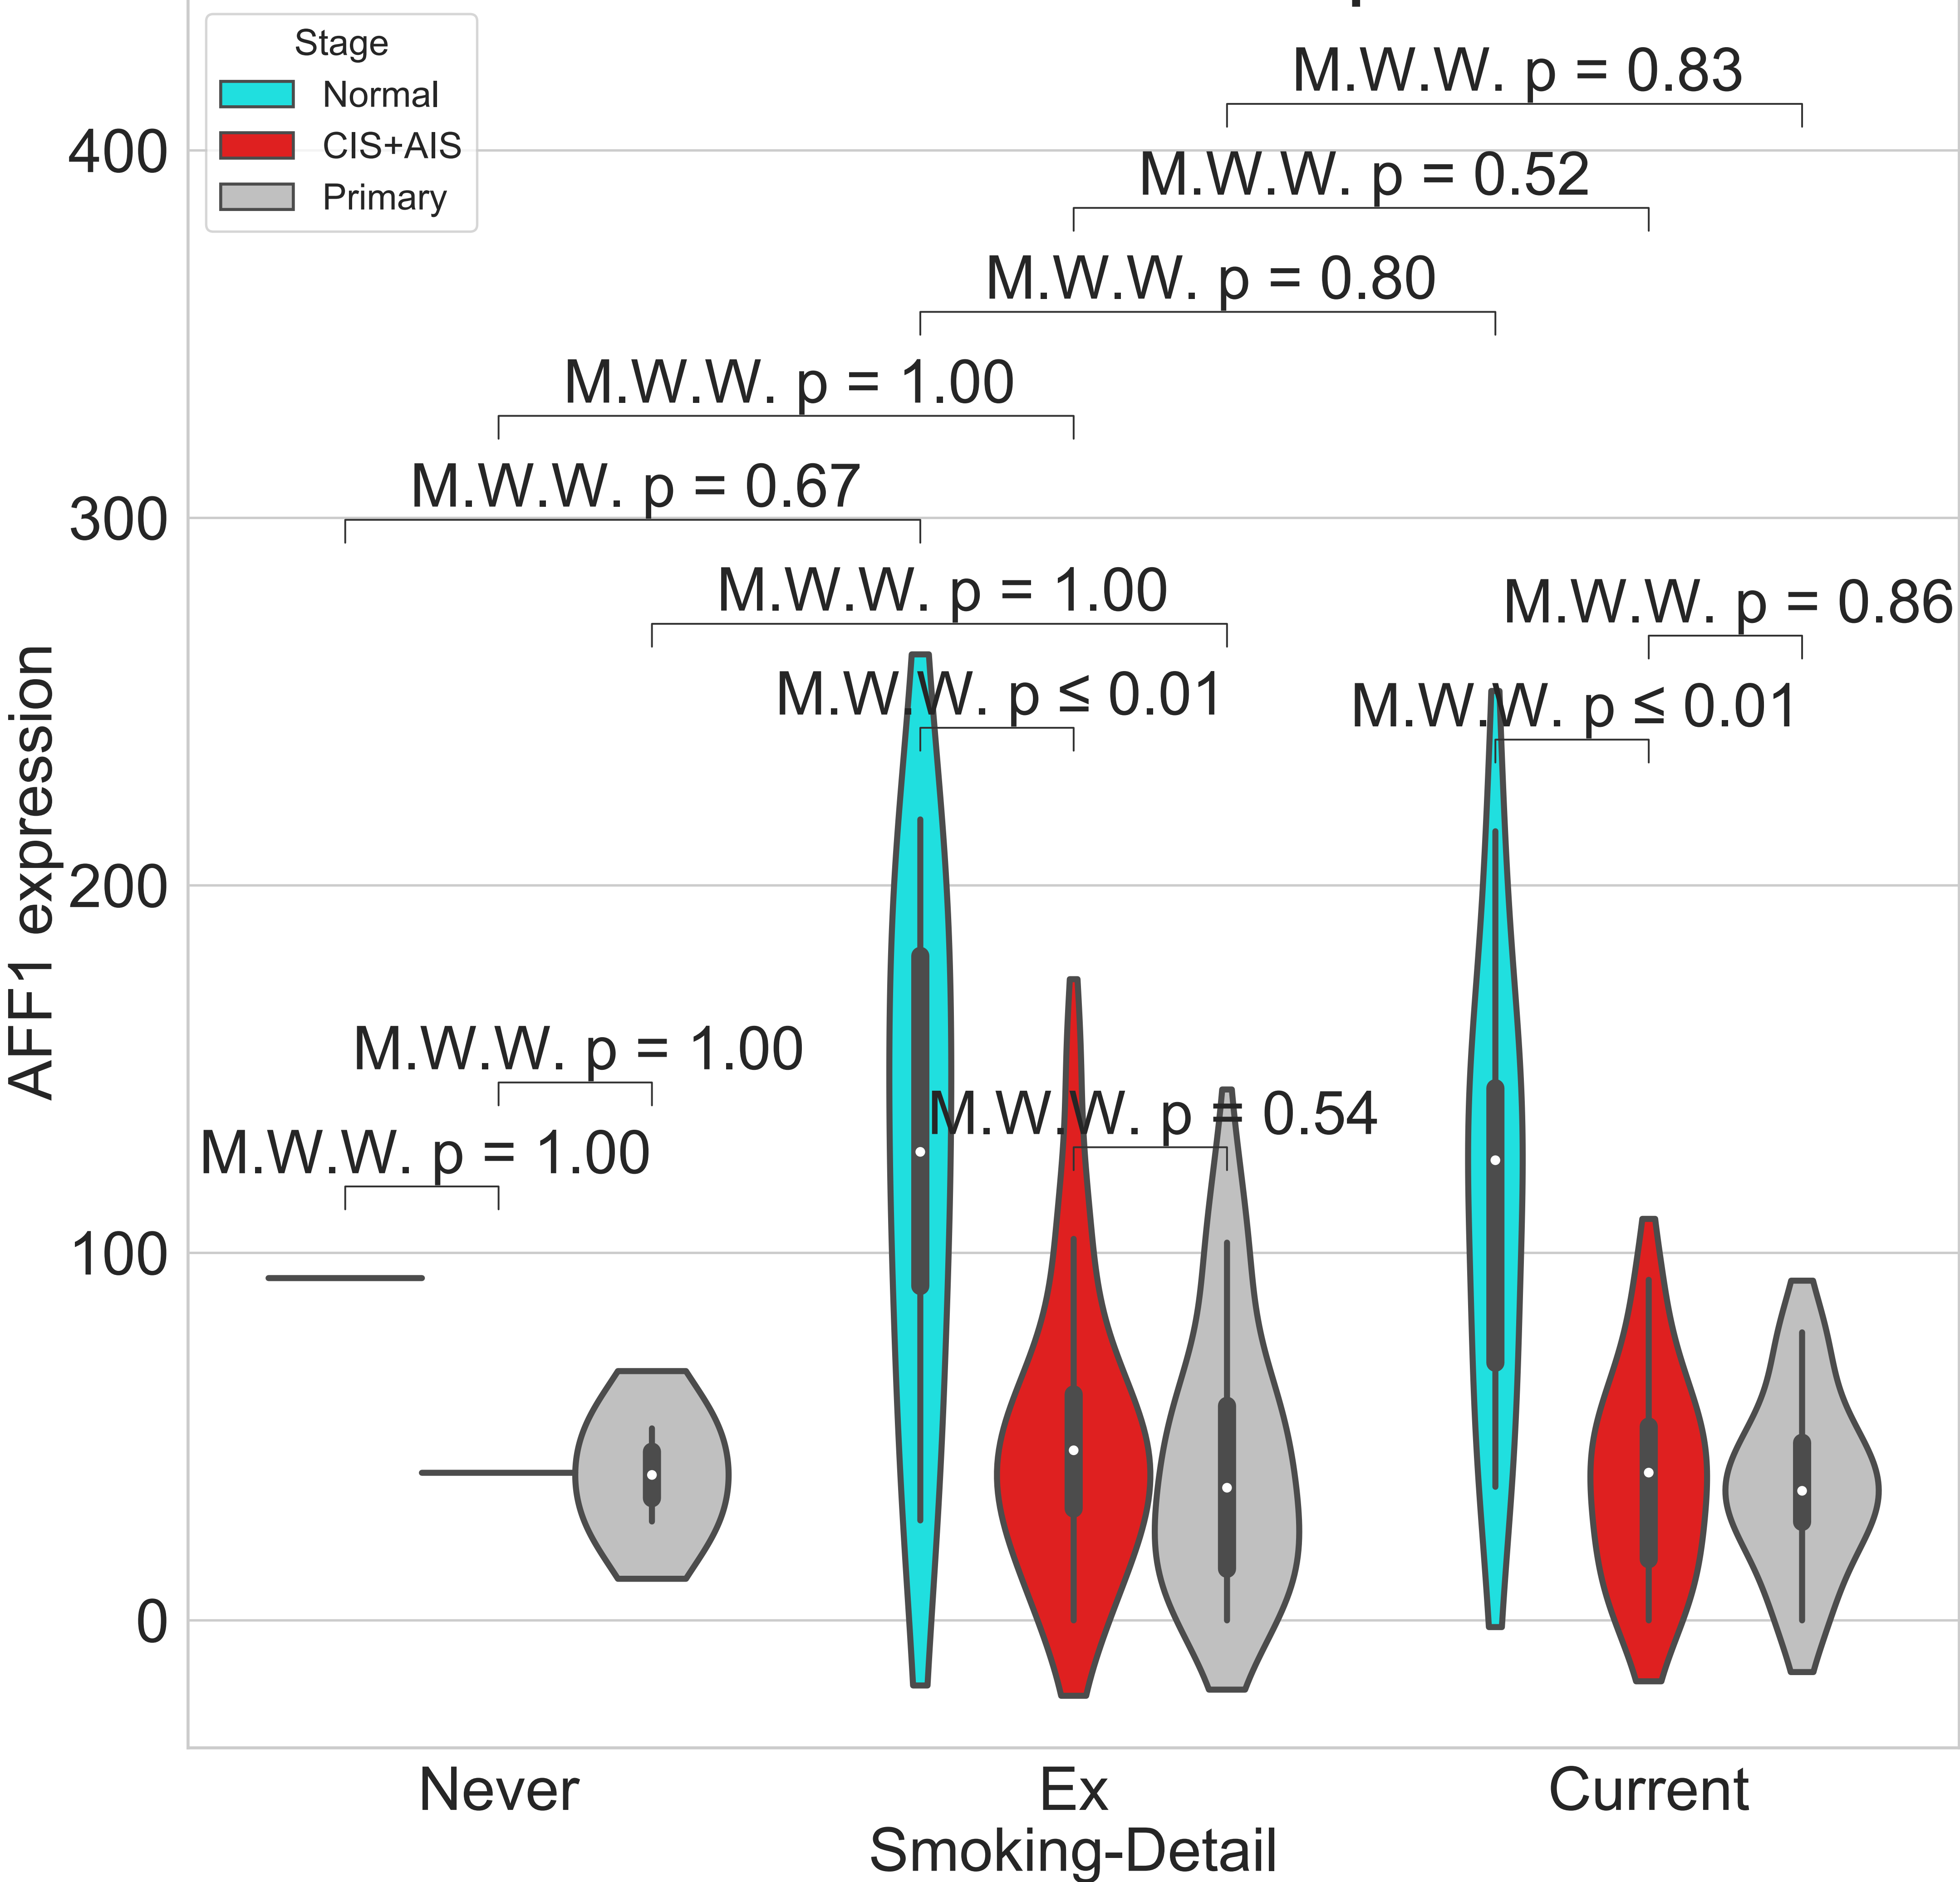 Stage
Normal
CIS+AIS
Primary
M.W.W. p = 0.83
M.W.W. p = 0.52
M.W.W. p = 0.80
M.W.W. p = 1.00
M.W.W. p = 0.67
M.W.W. p = 1.00
M.W.W. p = 0.86
M.W.W. p ≤ 0.01
M.W.W. p ≤ 0.01
M.W.W. p = 1.00
M.W.W. p = 0.54
M.W.W. p = 1.00
400
300
200
100
0
AFF1 expression
Never
Ex
Current
Smoking-Detail